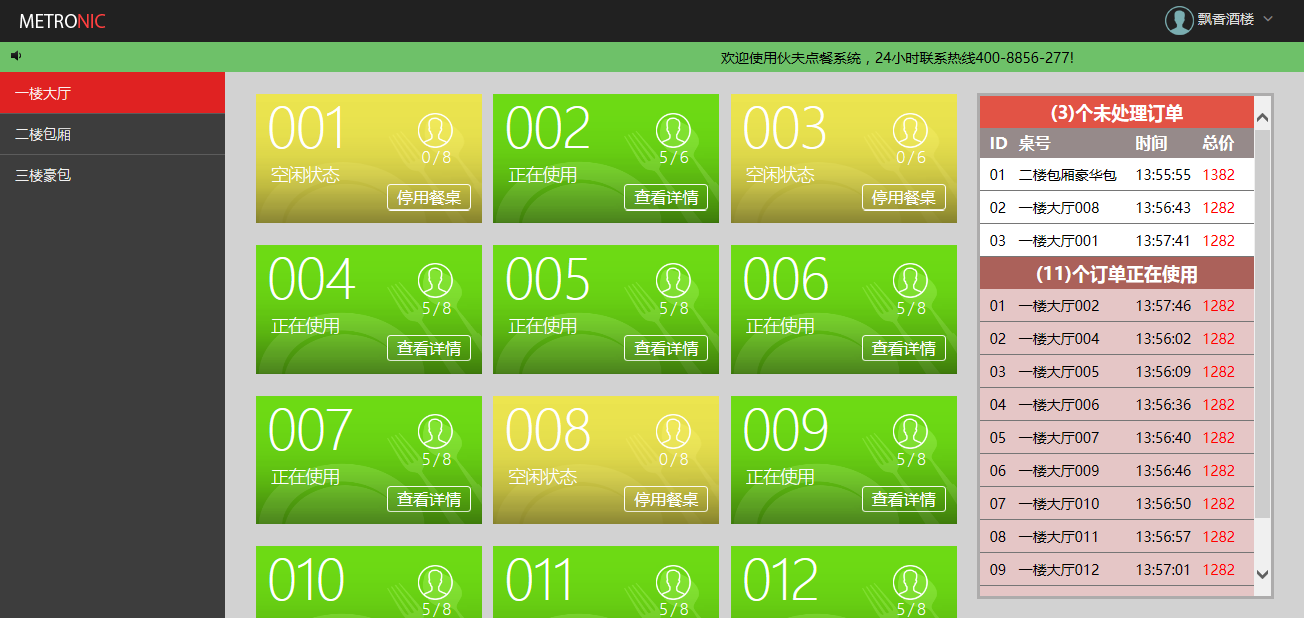 METRONIC
飘香酒楼
欢迎使用伙夫点餐系统，24小时联系热线400-8856-277!
一楼大厅
二楼包厢
三楼豪包
001
0/8
空闲状态
停用餐桌
002
5/6
正在使用
查看详情
003
0/6
空闲状态
停用餐桌
004
5/8
正在使用
查看详情
005
5/8
正在使用
查看详情
006
5/8
正在使用
查看详情
007
5/8
正在使用
查看详情
008
0/8
空闲状态
停用餐桌
009
5/8
正在使用
查看详情
010
5/8
011
5/8
012
5/8
(3)个未处理订单
ID 桌号 时间 总价
01 二楼包厢豪华包 13:55:55 1382
02 一楼大厅008 13:56:43 1282
03 一楼大厅001 13:57:41 1282
(11)个订单正在使用
01 一楼大厅002 13:57:46 1282
02 一楼大厅004 13:56:02 1282
03 一楼大厅005 13:56:09 1282
04 一楼大厅006 13:56:36 1282
05 一楼大厅007 13:56:40 1282
06 一楼大厅009 13:56:46 1282
07 一楼大厅010 13:56:50 1282
08 一楼大厅011 13:56:57 1282
09 一楼大厅012 13:57:01 1282